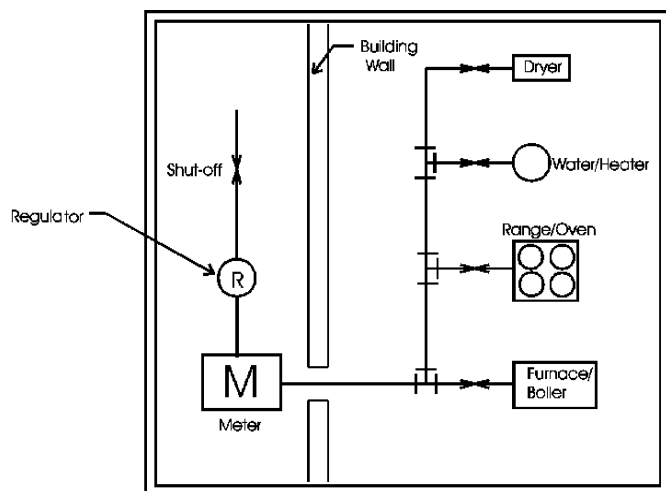 Building
Wall
Dryer
Shut-off
Water/Heater
Regulator
Range/Oven
R
M
Furnace/
Boiler
Meter